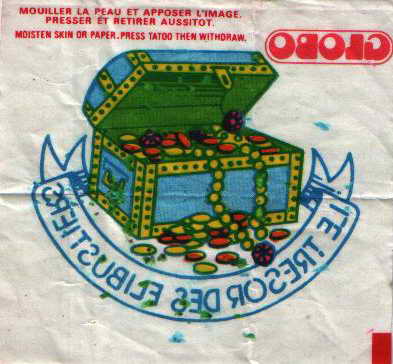 MOUILLER LA PEAU ET APPOSER L'IMAGE.
PRESSER ET RETIRER AUSSITOT.
MOISTEN SKIN OR PAPER. PRESS TATOO THEN WITHDRAW.
GLOBO
LE TRESOR DES FLIBUSTIERS